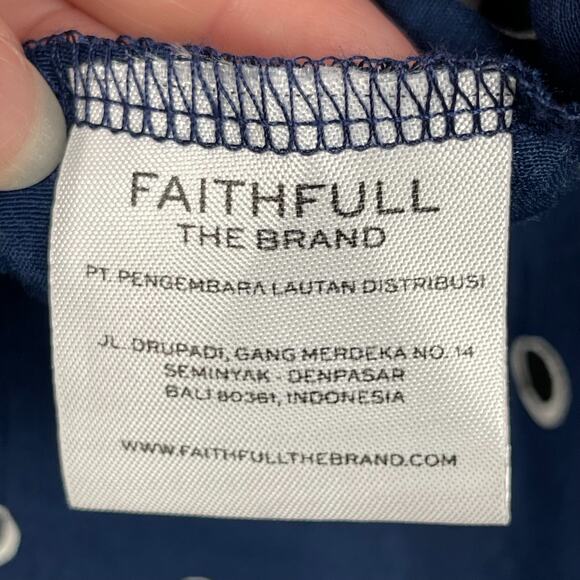 FAITHFULL
THE BRAND
PT. PENGEMBARA LAUTAN DISTRIBUSI
JL. DRUPADI, GANG MERDEKA NO. 14
SEMINYAK - DENPASAR
BALI 80361, INDONESIA
WWW.FAITHFULLTHEBRAND.COM